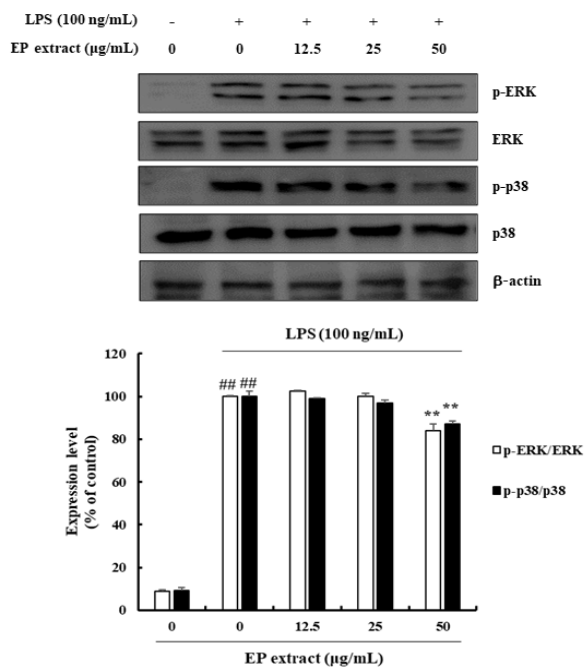 LPS (100 ng/mL) - + + + +
EP extract (μg/mL) 0 0 12.5 25 50
p-ERK
ERK
p-p38
p38
β-actin
LPS (100 ng/mL)
120
100
80
60
40
20
0
Expression level
(% of control)
## ##
** **
p-ERK/ERK
p-p38/p38
0 0 12.5 25 50
EP extract (μg/mL)